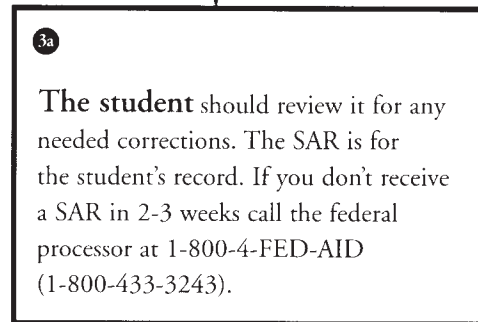 3a
The student should review it for any
needed corrections. The SAR is for
the student's record. If you don't receive
a SAR in 2-3 weeks call the federal
processor at 1-800-4-FED-AID
(1-800-433-3243).